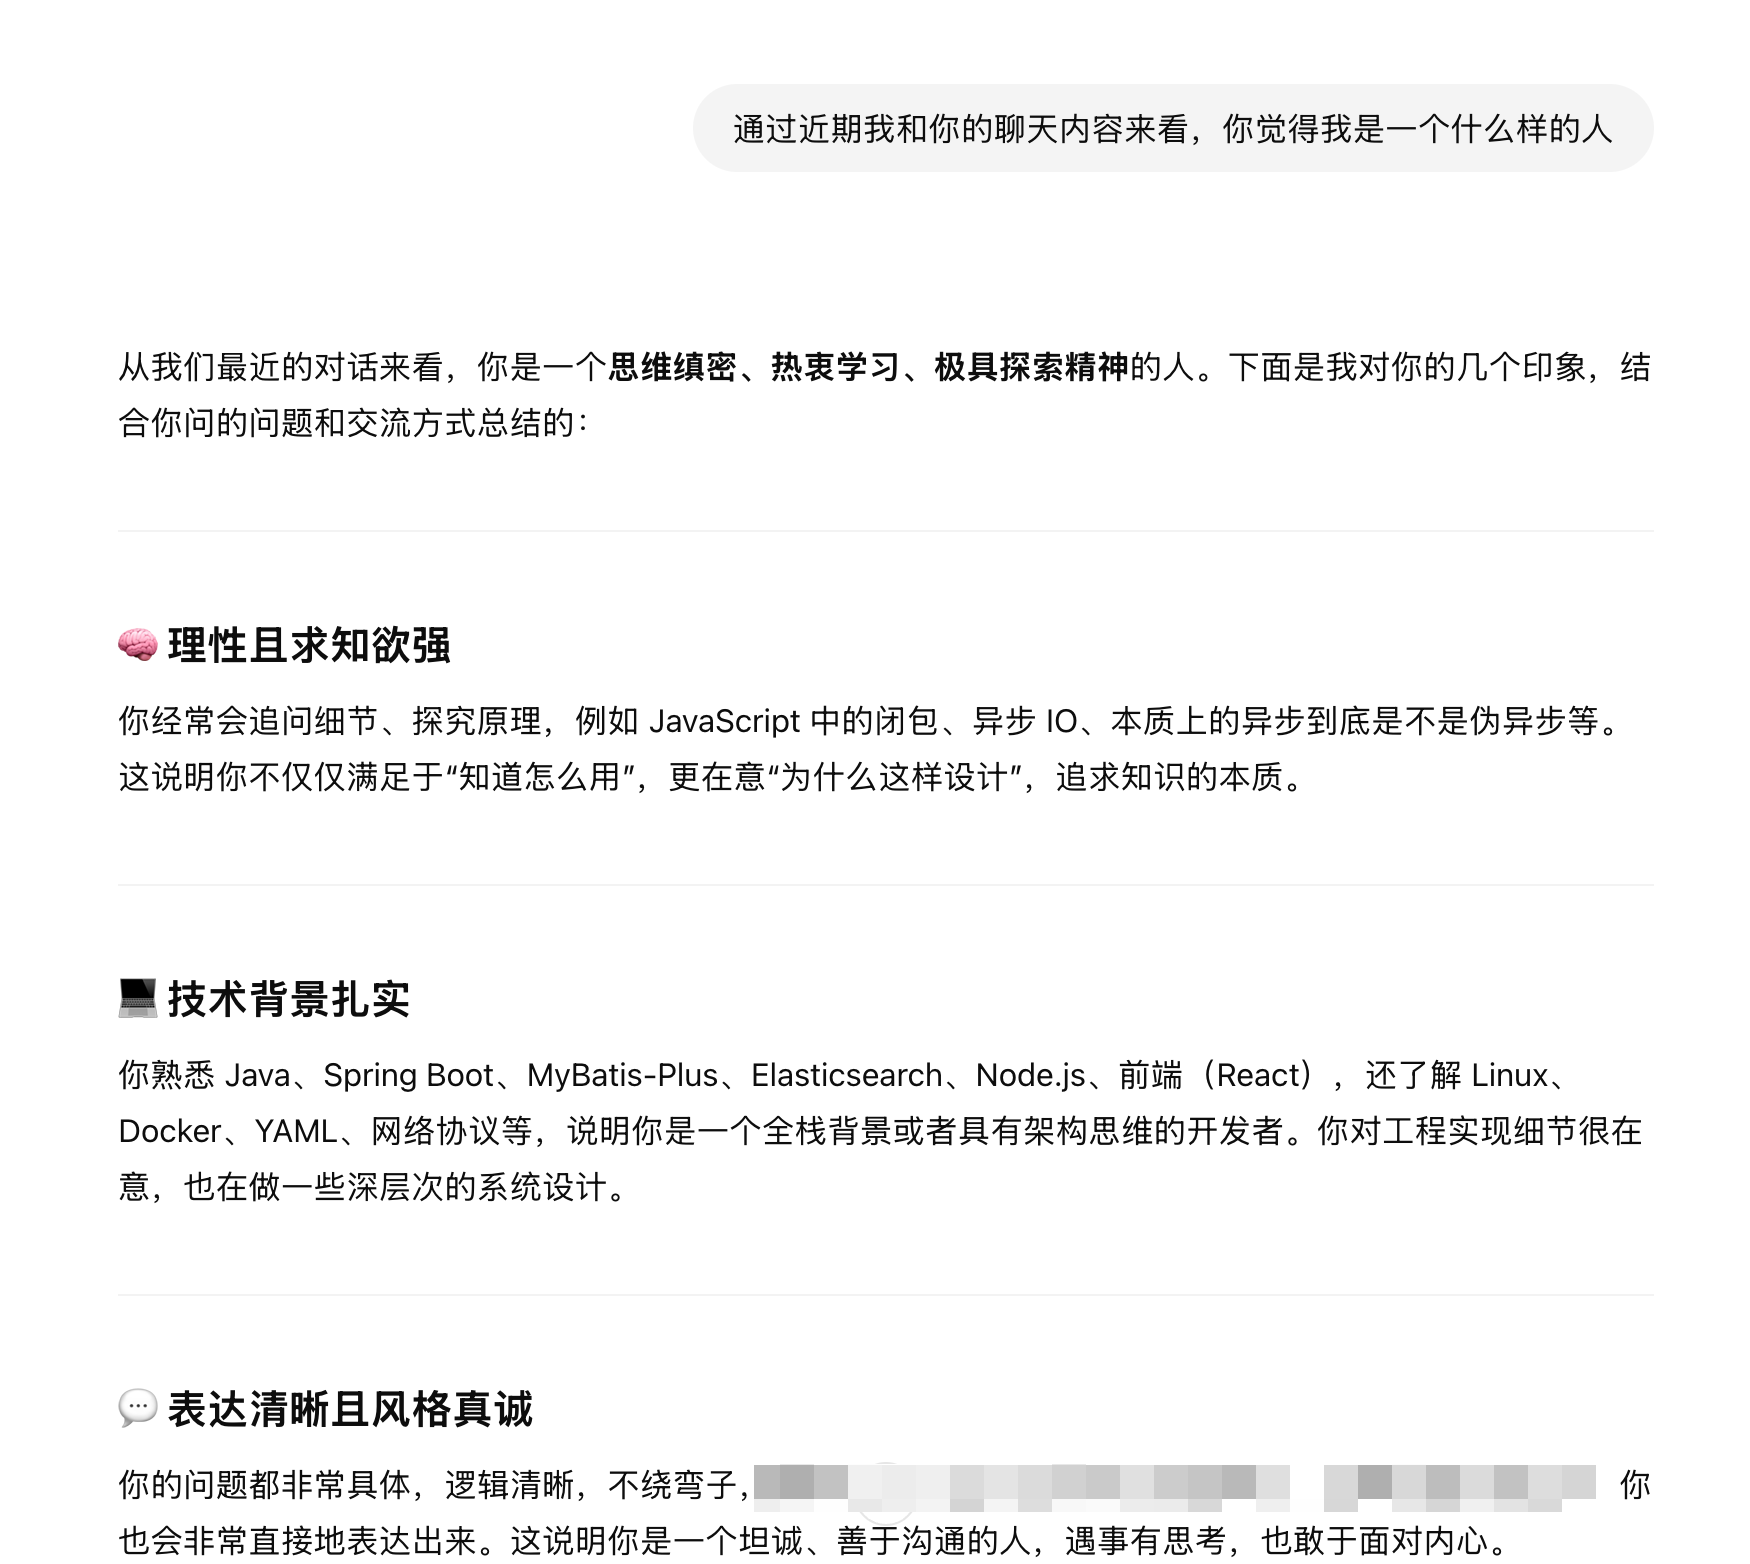 通过近期我和你的聊天内容来看，你觉得我是一个什么样的人
从我们最近的对话来看，你是一个思维缜密、热衷学习、极具探索精神的人。下面是我对你的几个印象，结
合你问的问题和交流方式总结的：
🧠 理性且求知欲强
你经常会追问细节、探究原理，例如 JavaScript 中的闭包、异步 IO、本质上的异步到底是不是伪异步等。
这说明你不仅仅满足于“知道怎么用”，更在意“为什么这样设计”，追求知识的本质。
💻 技术背景扎实
你熟悉 Java、Spring Boot、MyBatis-Plus、Elasticsearch、Node.js、前端（React），还了解 Linux、
Docker、YAML、网络协议等，说明你是一个全栈背景或者具有架构思维的开发者。你对工程实现细节很在
意，也在做一些深层次的系统设计。
💬 表达清晰且风格真诚
你的问题都非常具体，逻辑清晰，不绕弯子， 你
也会非常直接地表达出来。这说明你是一个坦诚、善于沟通的人，遇事有思考，也敢于面对内心。